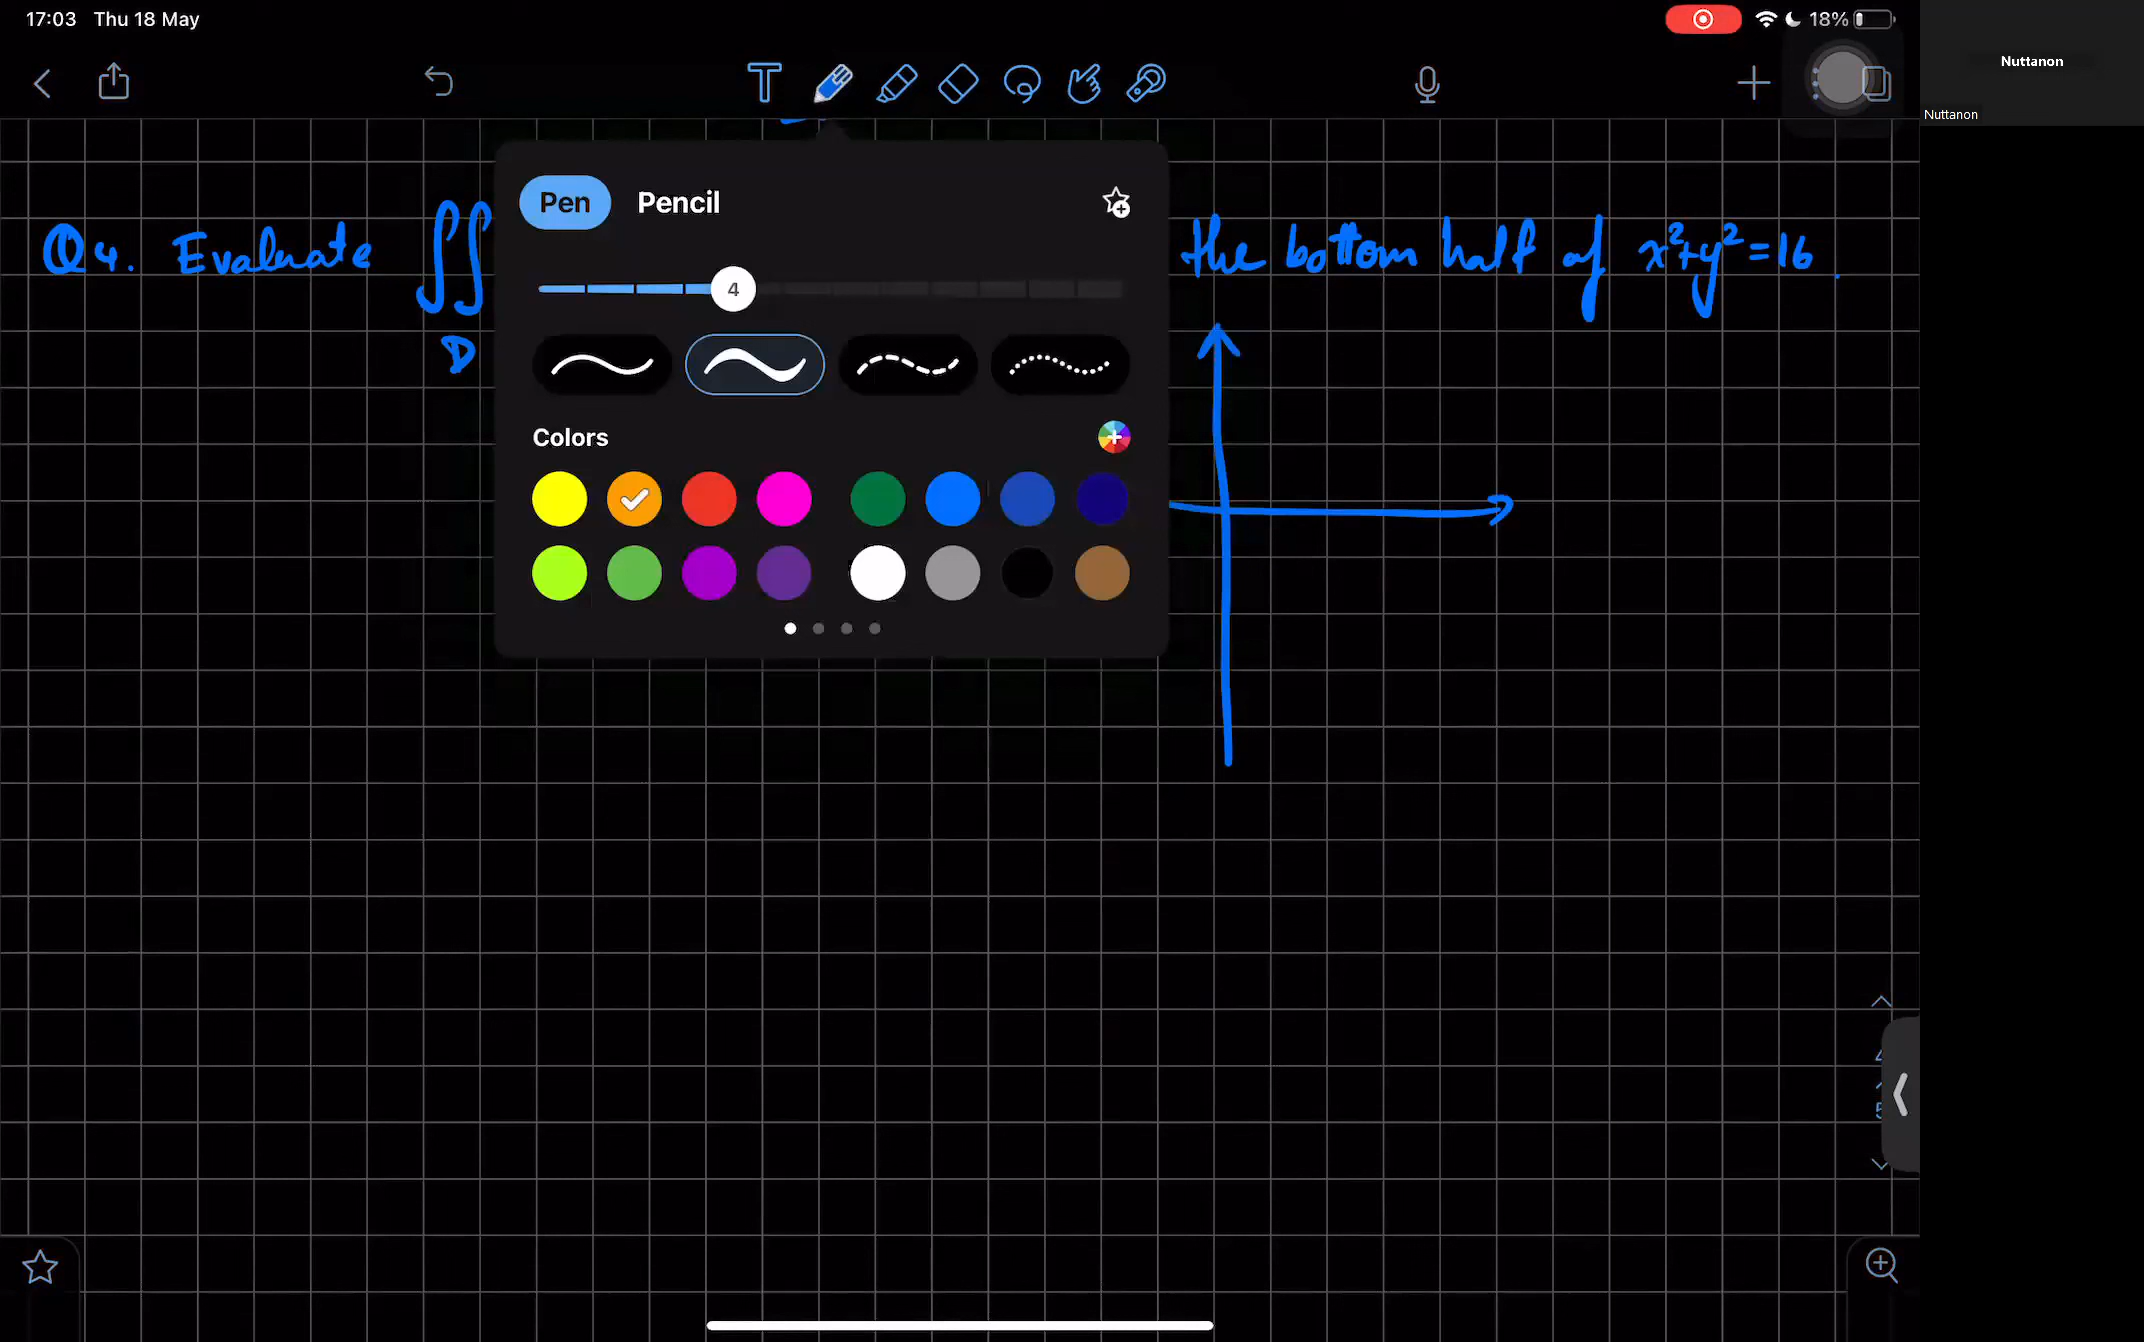 17:03 Thu 18 May
18%
Nuttanon
Nuttanon
Pen Pencil
Q4. Evaluate ∬ the bottom half of x²+y²=16.
D
4
Colors